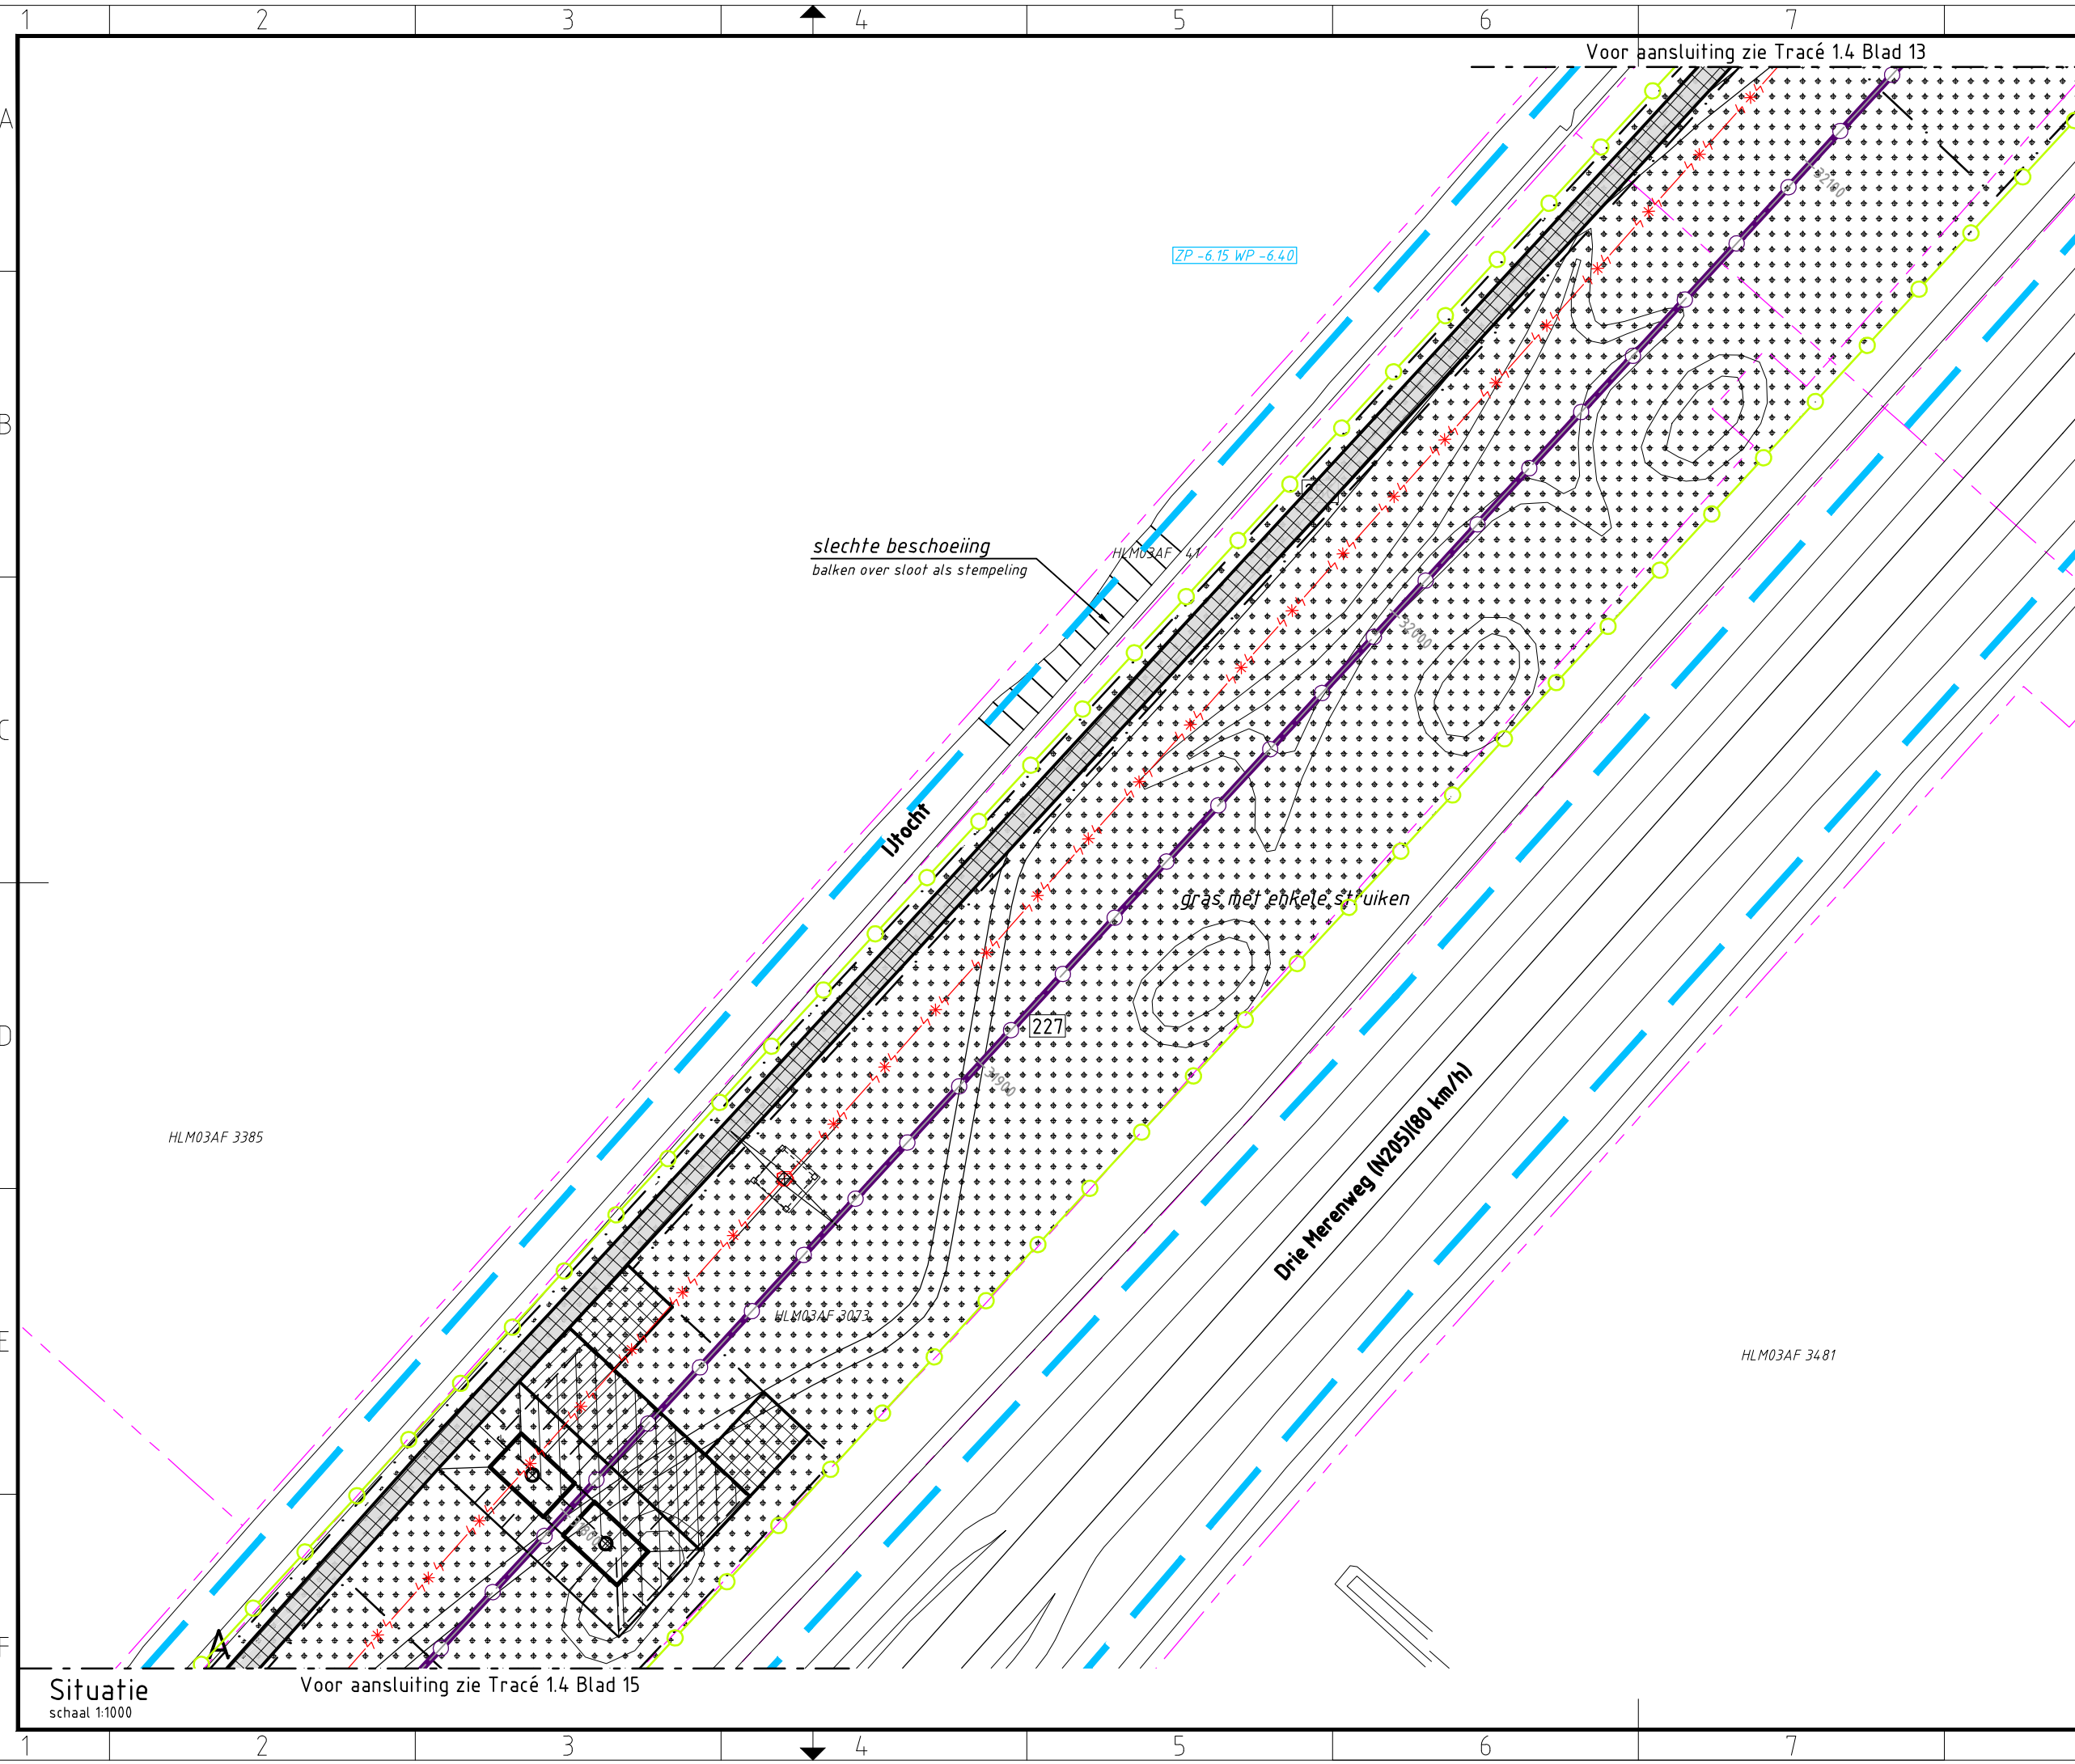 1 2 3 4 5 6 7
Voor aansluiting zie Tracé 1.4 Blad 13
A
32100
ZP -6.15 WP -6.40
B
slechte beschoeiing
balken over sloot als stempeling
HLM03AF 41
32000
C
IJtocht
gras met enkele struiken
D
227
31900
Drie Merenweg (N205)(80 km/h)
HLM03AF 3385
HLM03AF 3073
E
HLM03AF 3481
A
F
Situatie
schaal 1:1000
Voor aansluiting zie Tracé 1.4 Blad 15
1 2 3 4 5 6 7